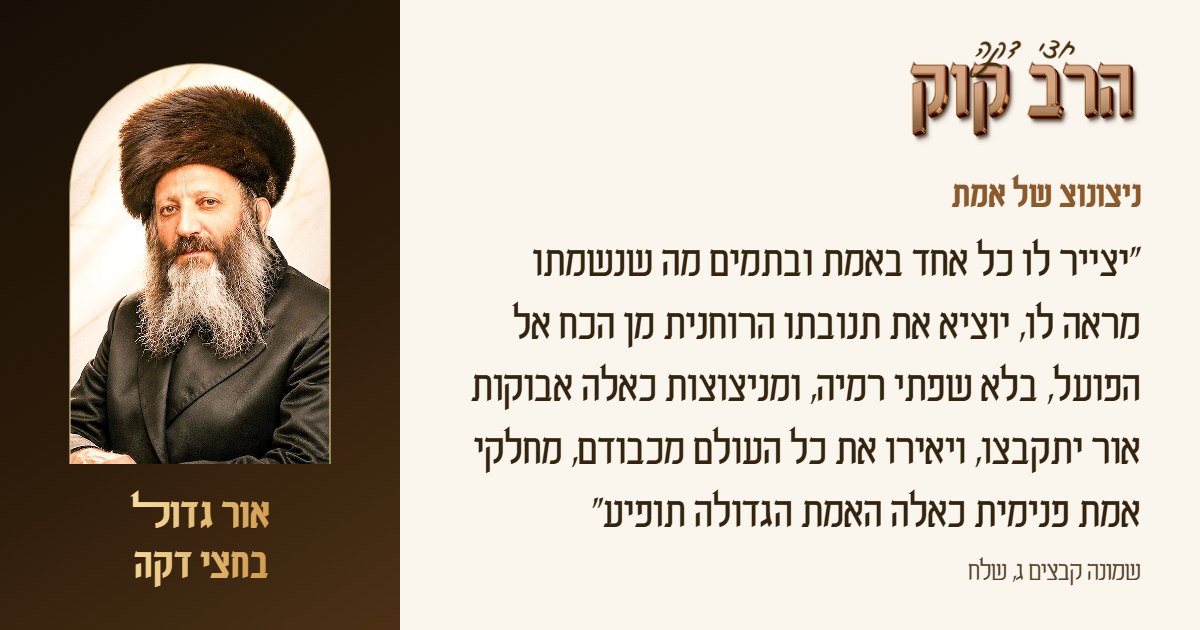 חצי דקה
הרב קוק
ניצונוצ של אמת
"יצייר לו כל אחד באמת ובתמים מה שנשמתו
מראה לו, יוציא את תנובתו הרוחנית מן הכח אל
הפועל, בלא שפתי רמיה, ומניצוצות כאלה אבוקות
אור יתקבצו, ויאירו את כל העולם מכבודם, מחלקי
אמת פנימית כאלה האמת הגדולה תופיע"
שמונה קבצים ג, שלח
אור גדול
בחצי דקה